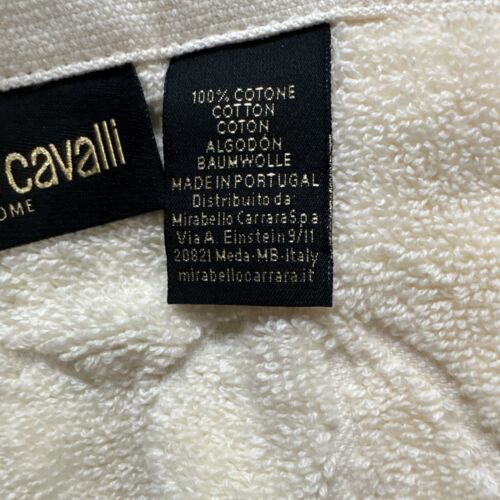 cavalli
OME
100% COTONE
COTTON
COTON
ALGODÓN
BAUMWOLLE
MADE IN PORTUGAL
Distribuito da:
Mirabello Carrara S.p.a
Via A. Einstein 9/11
20821 Meda-MB-Italy
mirabellocarrara.it